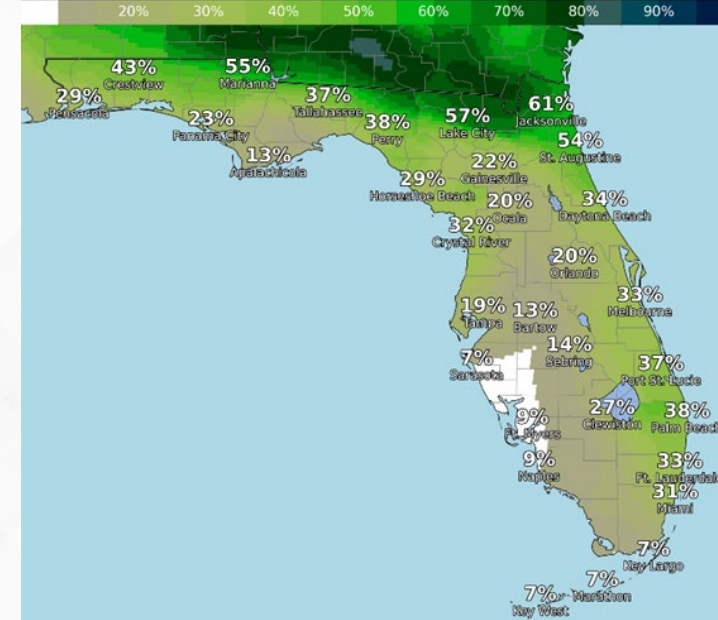 20% 30% 40% 50% 60% 70% 80% 90%
43%
Crestview
55%
Marianna
29%
Pensacola
37%
Tallahassee
61%
Jacksonville
23%
Panama City
38%
Perry
57%
Lake City
54%
St. Augustine
13%
Apalachicola
22%
Gainesville
29%
Horseshoe Beach
20%
Ocala
34%
Daytona Beach
32%
Crystal River
20%
Orlando
33%
Melbourne
19%
Tampa
13%
Bartow
7%
Sarasota
14%
Sebring
37%
Port St. Lucie
9%
Ft. Myers
27%
Clewiston
38%
Palm Beach
9%
Naples
33%
Ft. Lauderdale
31%
Miami
7%
Key Largo
7%
Marathon
7%
Key West